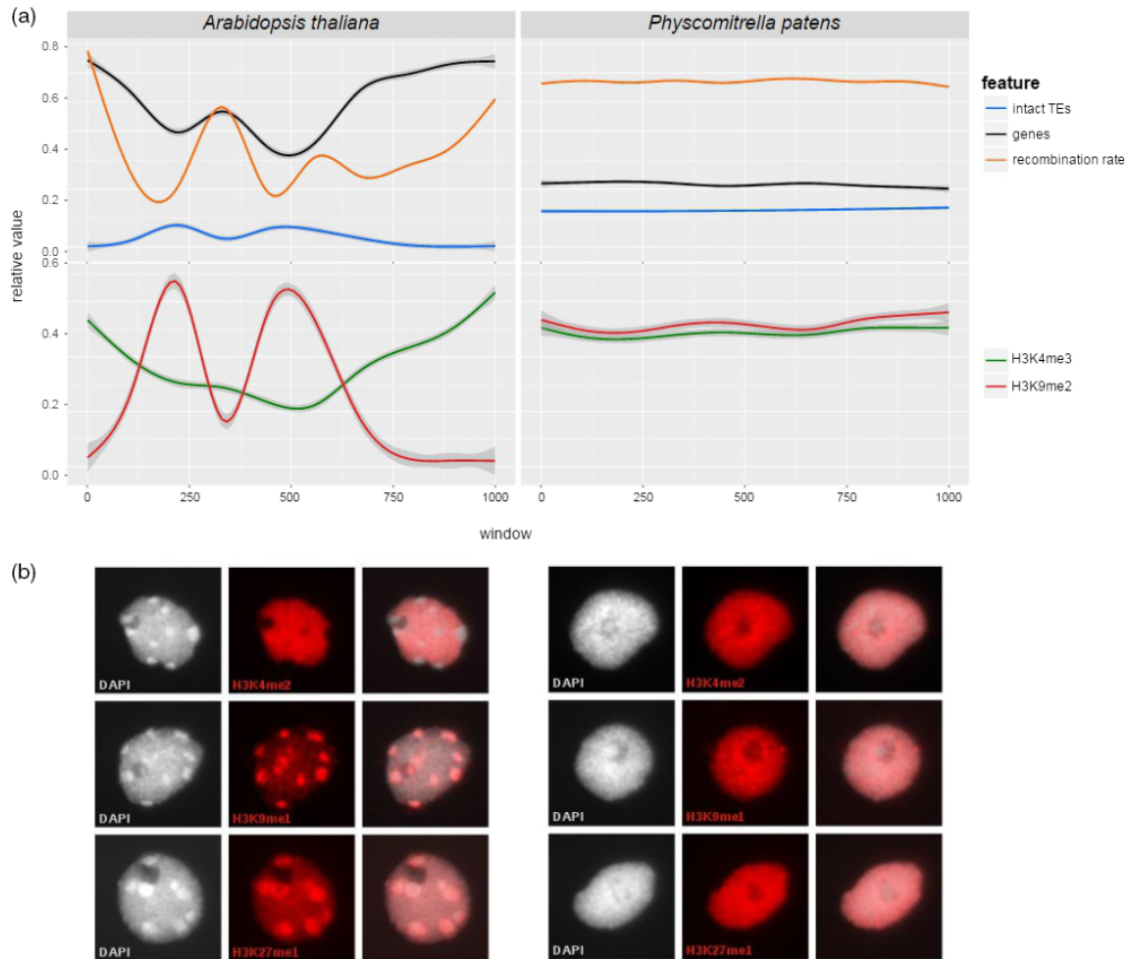 (a)
Arabidopsis thaliana
Physcomitrella patens
0.8
0.6
0.4
0.2
0.0
0.6
0.4
0.2
0.0
relative value
0
250
500
750
1000
0
250
500
750
1000
window
feature
intact TEs
genes
recombination rate
H3K4me3
H3K9me2
(b)
DAPI
H3K4me2
DAPI
H3K4me2
DAPI
H3K9me1
DAPI
H3K9me1
DAPI
H3K27me1
DAPI
H3K27me1